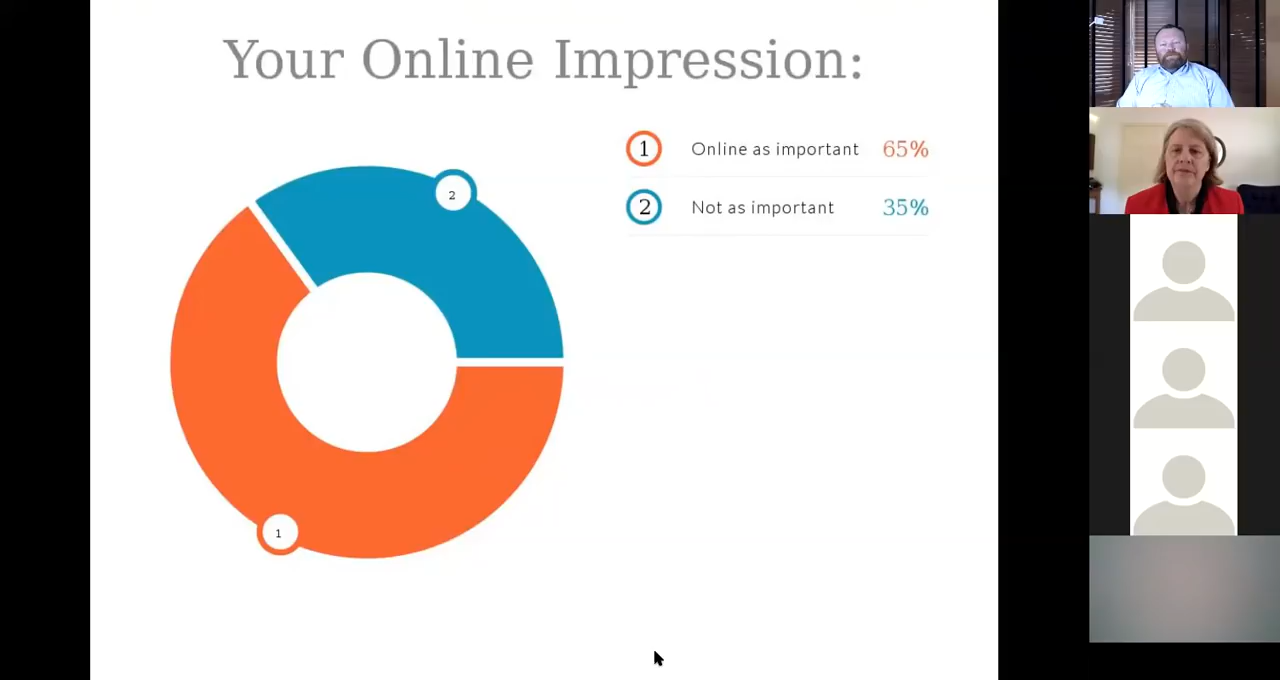 Your Online Impression:
1 Online as important 65%
2 Not as important 35%
2
1